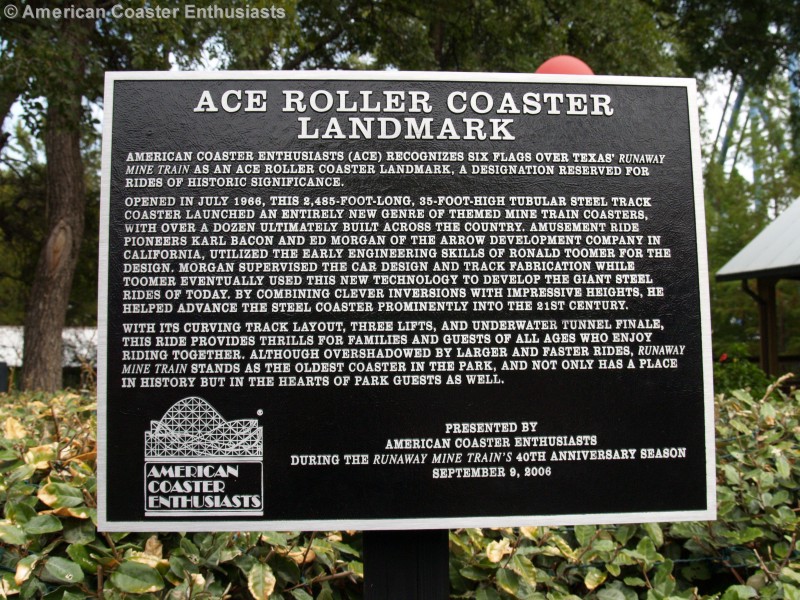 © American Coaster Enthusiasts
ACE ROLLER COASTER
LANDMARK
AMERICAN COASTER ENTHUSIASTS (ACE) RECOGNIZES SIX FLAGS OVER TEXAS' RUNAWAY
MINE TRAIN AS AN ACE ROLLER COASTER LANDMARK, A DESIGNATION RESERVED FOR
RIDES OF HISTORIC SIGNIFICANCE.
OPENED IN JULY 1966, THIS 2,485-FOOT-LONG, 35-FOOT-HIGH TUBULAR STEEL TRACK
COASTER LAUNCHED AN ENTIRELY NEW GENRE OF THEMED MINE TRAIN COASTERS,
WITH OVER A DOZEN ULTIMATELY BUILT ACROSS THE COUNTRY. AMUSEMENT RIDE
PIONEERS KARL BACON AND ED MORGAN OF THE ARROW DEVELOPMENT COMPANY IN
CALIFORNIA, UTILIZED THE EARLY ENGINEERING SKILLS OF RONALD TOOMER FOR THE
DESIGN. MORGAN SUPERVISED THE CAR DESIGN AND TRACK FABRICATION WHILE
TOOMER EVENTUALLY USED THIS NEW TECHNOLOGY TO DEVELOP THE GIANT STEEL
RIDES OF TODAY. BY COMBINING CLEVER INVERSIONS WITH IMPRESSIVE HEIGHTS, HE
HELPED ADVANCE THE STEEL COASTER PROMINENTLY INTO THE 21ST CENTURY.
WITH ITS CURVING TRACK LAYOUT, THREE LIFTS, AND UNDERWATER TUNNEL FINALE,
THIS RIDE PROVIDES THRILLS FOR FAMILIES AND GUESTS OF ALL AGES WHO ENJOY
RIDING TOGETHER. ALTHOUGH OVERSHADOWED BY LARGER AND FASTER RIDES, RUNAWAY
MINE TRAIN STANDS AS THE OLDEST COASTER IN THE PARK, AND NOT ONLY HAS A PLACE
IN HISTORY BUT IN THE HEARTS OF PARK GUESTS AS WELL.
®
AMERICAN
COASTER
ENTHUSIASTS
PRESENTED BY
AMERICAN COASTER ENTHUSIASTS
DURING THE RUNAWAY MINE TRAIN'S 40TH ANNIVERSARY SEASON
SEPTEMBER 9, 2006